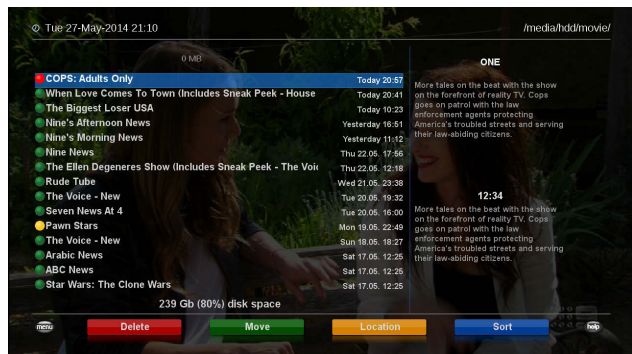 Tue 27-May-2014 21:10
/media/hdd/movie/
0 MB
ONE
COPS: Adults Only Today 20:57
When Love Comes To Town (Includes Sneak Peek - House Today 20:41
The Biggest Loser USA Today 10:23
Nine's Afternoon News Yesterday 16:51
Nine's Morning News Yesterday 11:12
Nine News Thu 22.05. 17:56
The Ellen Degeneres Show (Includes Sneak Peek - The Voic Thu 22.05. 12:18
Rude Tube Wed 21.05. 23:38
The Voice - New Tue 20.05. 19:32
Seven News At 4 Tue 20.05. 16:00
Pawn Stars Mon 19.05. 22:49
The Voice - New Sun 18.05. 18:27
Arabic News Sat 17.05. 12:25
ABC News Sat 17.05. 12:25
Star Wars: The Clone Wars Sat 17.05. 12:25
More tales on the beat with the show
on the forefront of reality TV. Cops
goes on patrol with the law
enforcement agents protecting
America's troubled streets and serving
their law-abiding citizens.
12:34
More tales on the beat with the show
on the forefront of reality TV. Cops
goes on patrol with the law
enforcement agents protecting
America's troubled streets and serving
their law-abiding citizens.
239 Gb (80%) disk space
menu
Delete
Move
Location
Sort
help